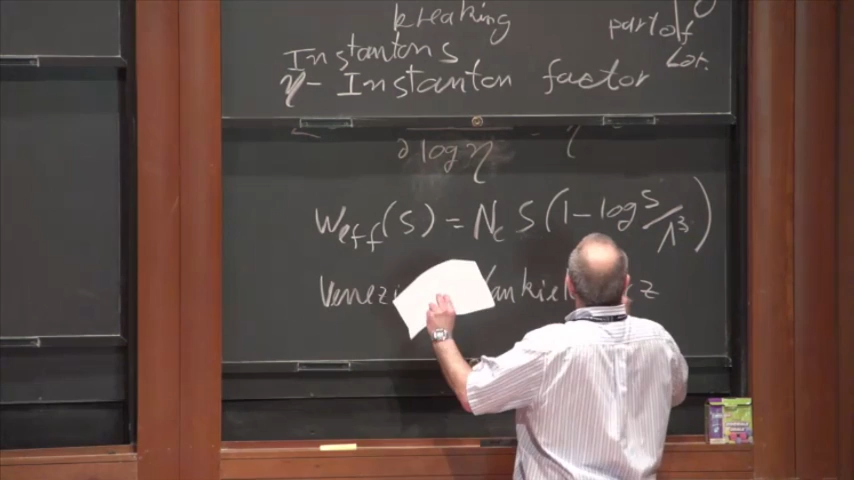 breaking
part of
Lor.
Instantons
η- Instanton factor
∂ log η
W_eff(S) = N_c S(1 - log S/Λ³)